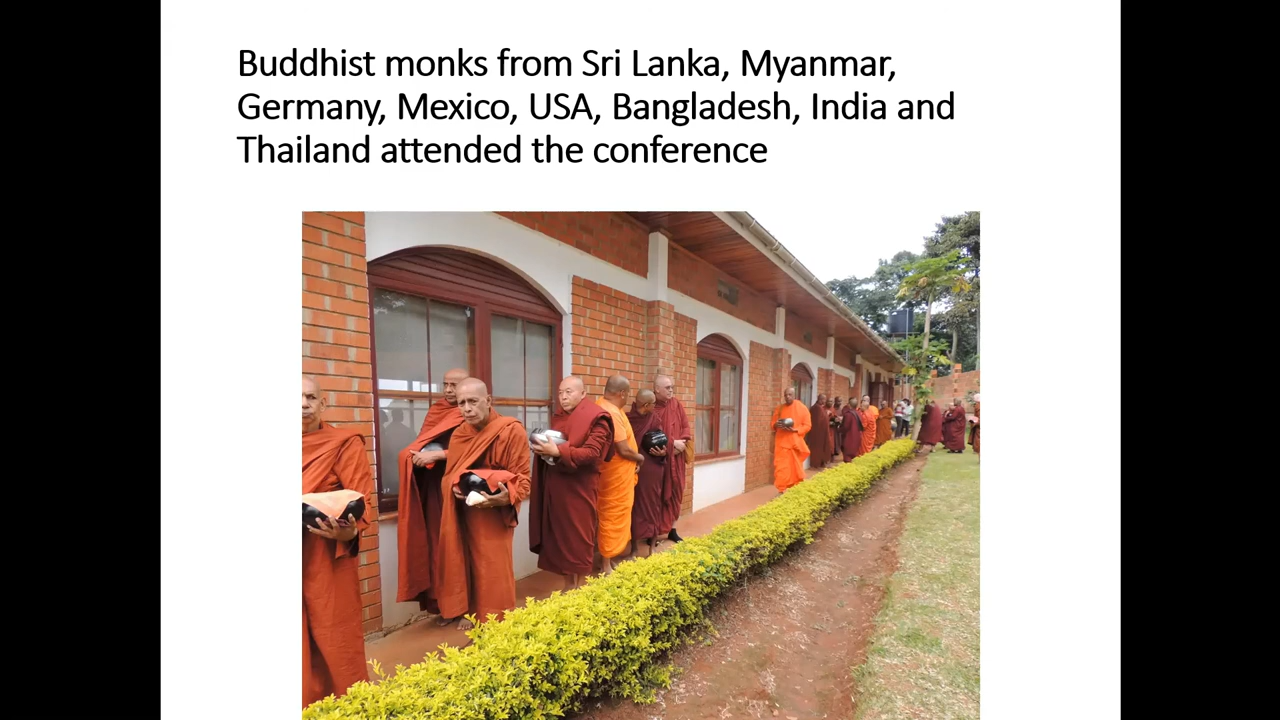 Buddhist monks from Sri Lanka, Myanmar,
Germany, Mexico, USA, Bangladesh, India and
Thailand attended the conference